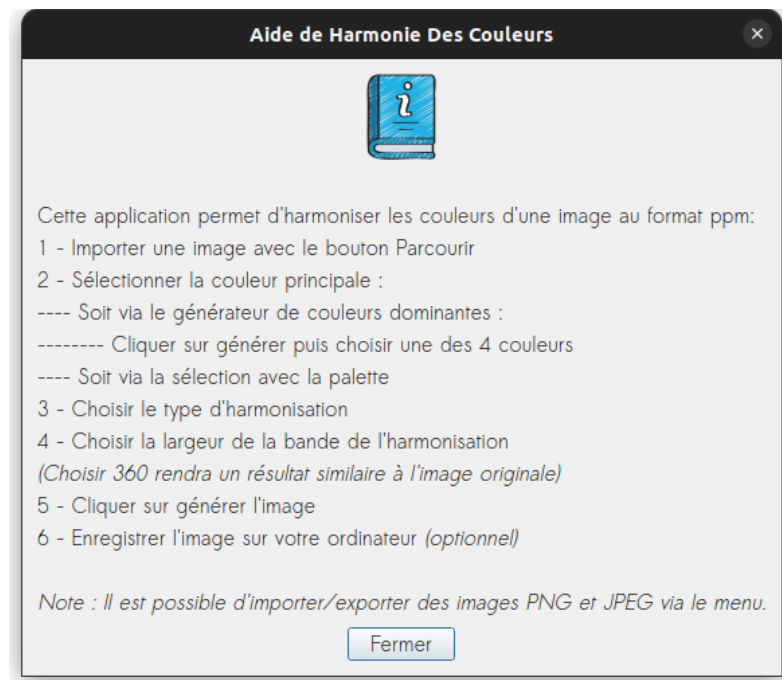 Aide de Harmonie Des Couleurs
i
Cette application permet d'harmoniser les couleurs d'une image au format ppm:
1 - Importer une image avec le bouton Parcourir
2 - Sélectionner la couleur principale :
---- Soit via le générateur de couleurs dominantes :
-------- Cliquer sur générer puis choisir une des 4 couleurs
---- Soit via la sélection avec la palette
3 - Choisir le type d'harmonisation
4 - Choisir la largeur de la bande de l'harmonisation
(Choisir 360 rendra un résultat similaire à l'image originale)
5 - Cliquer sur générer l'image
6 - Enregistrer l'image sur votre ordinateur (optionnel)
Note : Il est possible d'importer/exporter des images PNG et JPEG via le menu.
Fermer